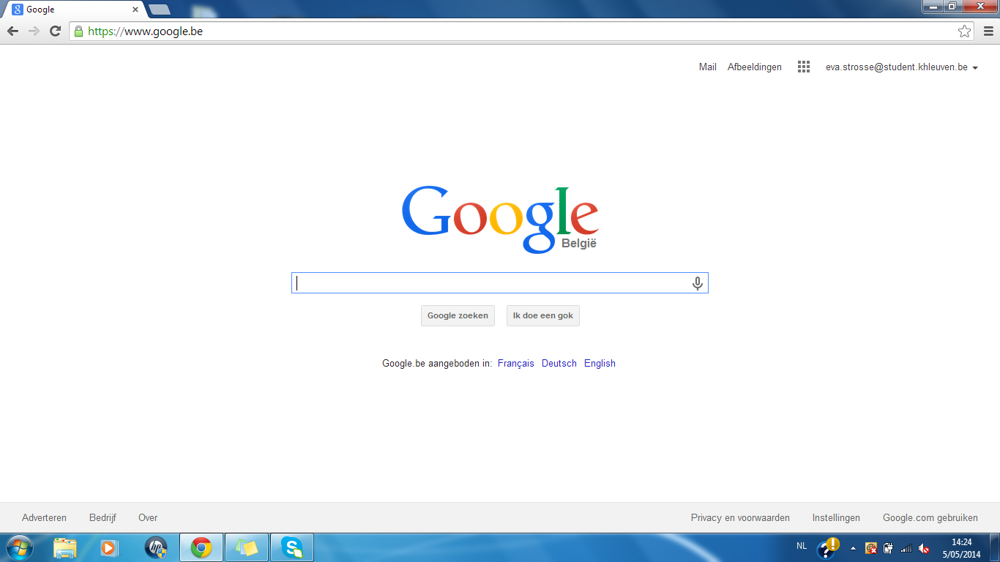 Google
https://www.google.be
Mail Afbeeldingen eva.strosse@student.khleuven.be
Google
België
Google zoeken Ik doe een gok
Google.be aangeboden in: Français Deutsch English
Adverteren Bedrijf Over Privacy en voorwaarden Instellingen Google.com gebruiken
NL 14:24
5/05/2014